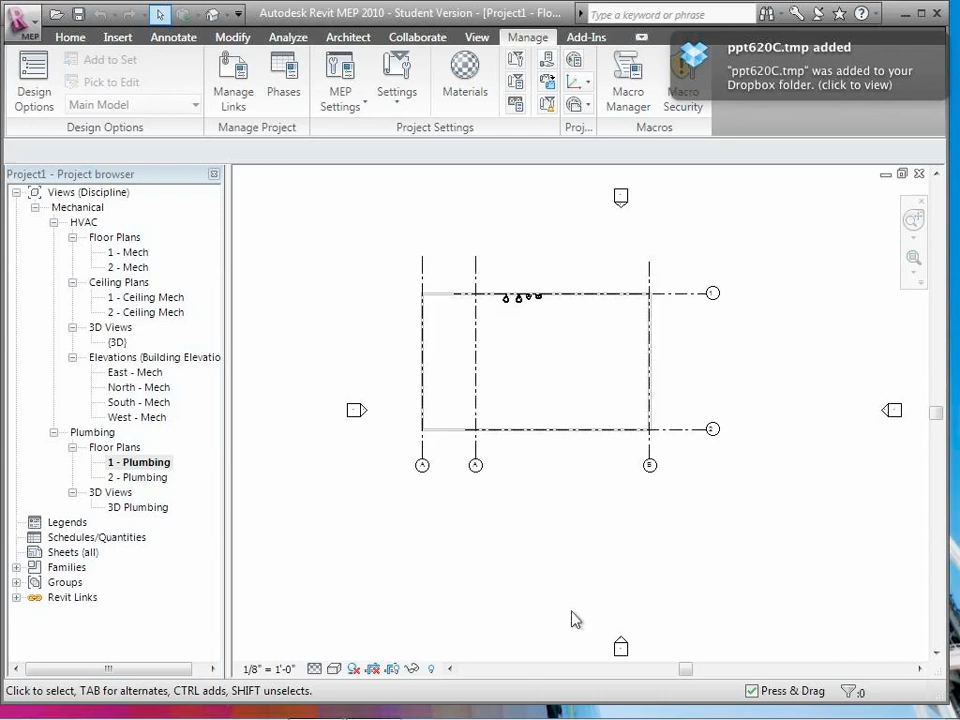 Autodesk Revit MEP 2010 - Student Version - [Project1 - Flo...
Type a keyword or phrase
MEP
Home Insert Annotate Modify Analyze Architect Collaborate View Manage Add-Ins
ppt620C.tmp added
"ppt620C.tmp" was added to your
Dropbox folder. (click to view)
Design
Options
Add to Set
Pick to Edit
Main Model
Manage
Links
Phases
MEP
Settings
Settings
Materials
Macro
Manager
Macro
Security
Design Options
Manage Project
Project Settings
Proj...
Macros
Project1 - Project browser
Views (Discipline)
Mechanical
HVAC
Floor Plans
1 - Mech
2 - Mech
Ceiling Plans
1 - Ceiling Mech
2 - Ceiling Mech
3D Views
{3D}
Elevations (Building Elevatio
East - Mech
North - Mech
South - Mech
West - Mech
Plumbing
Floor Plans
1 - Plumbing
2 - Plumbing
3D Views
3D Plumbing
Legends
Schedules/Quantities
Sheets (all)
Families
Groups
Revit Links
1
2
A
A
B
1/8" = 1'-0"
Click to select, TAB for alternates, CTRL adds, SHIFT unselects.
Press & Drag
:0